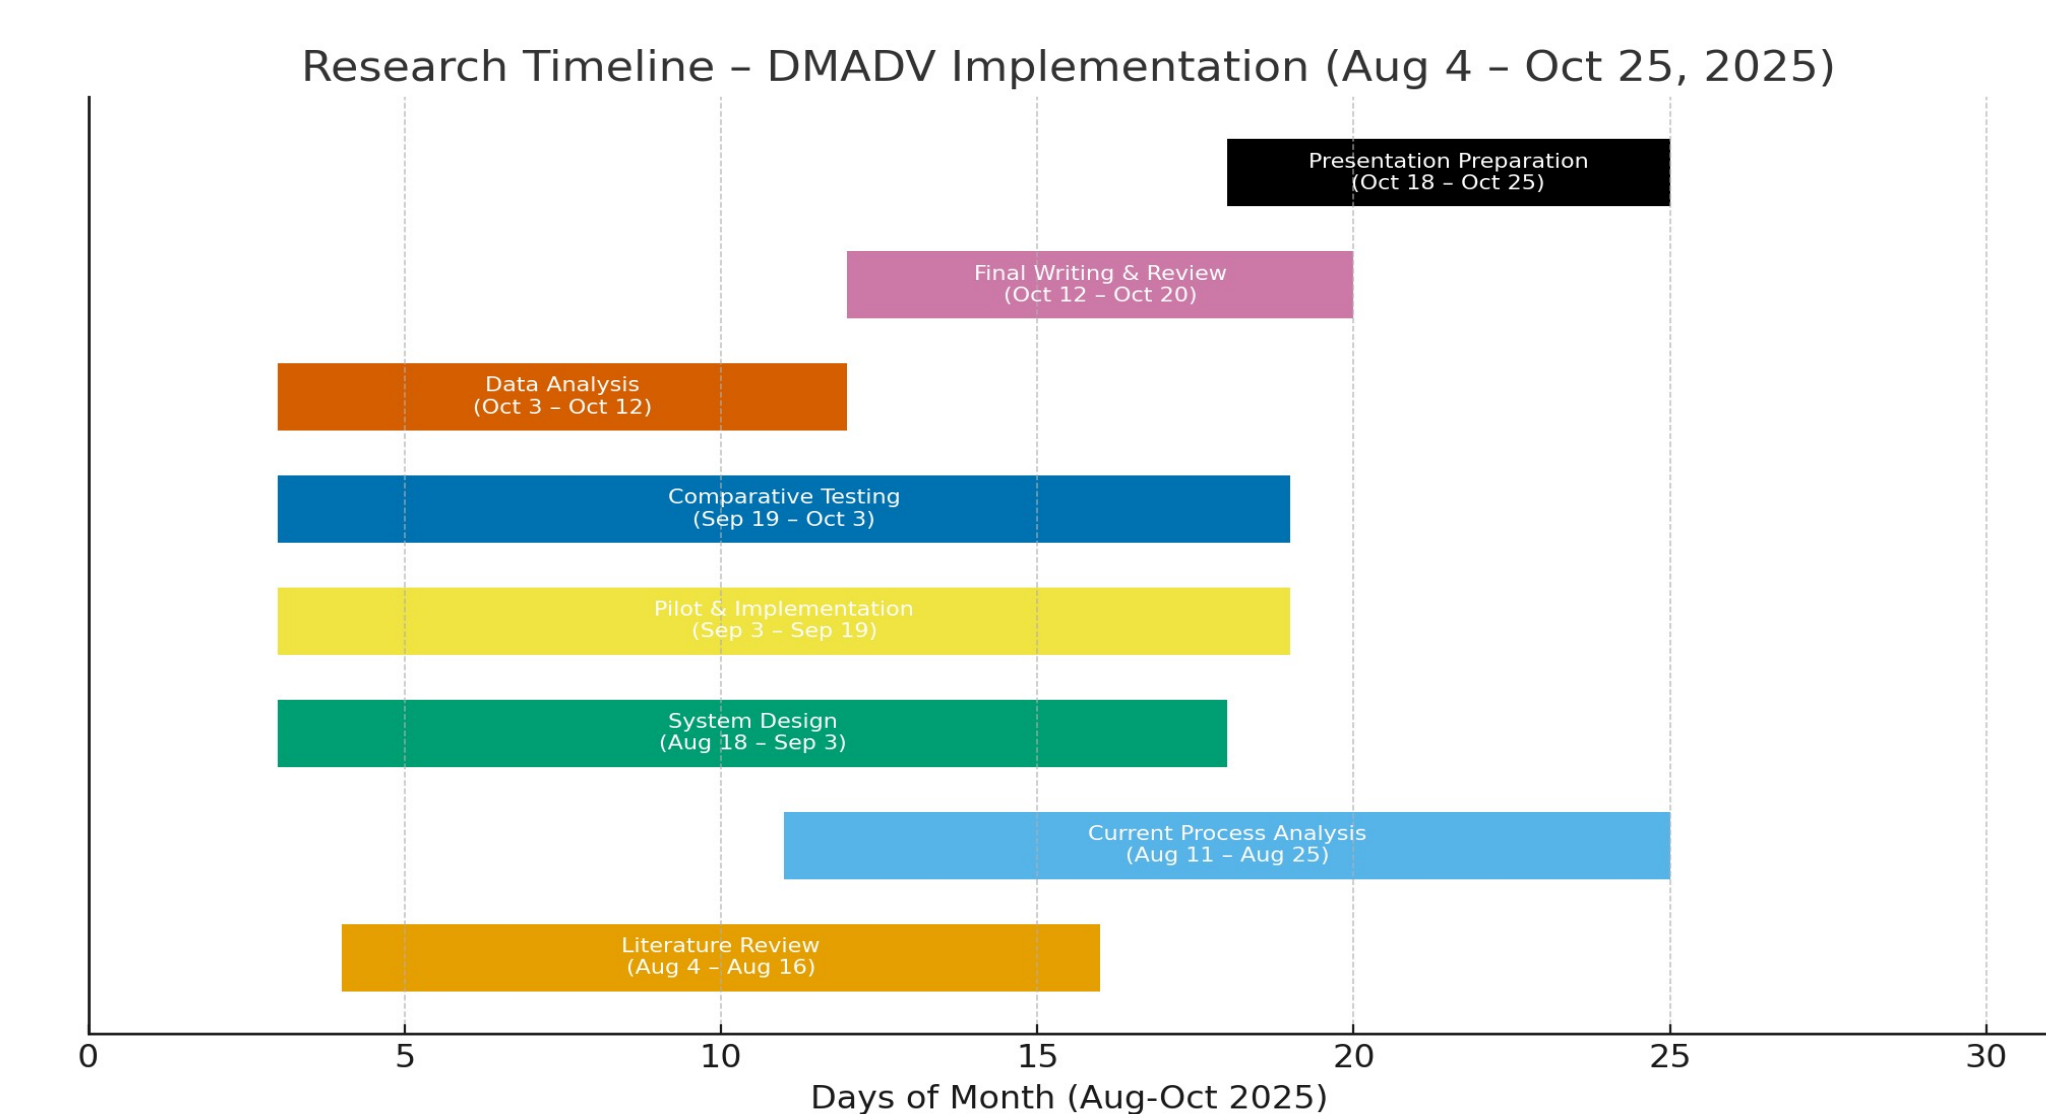 Research Timeline – DMADV Implementation (Aug 4 – Oct 25, 2025)
Presentation Preparation
(Oct 18 – Oct 25)
Final Writing & Review
(Oct 12 – Oct 20)
Data Analysis
(Oct 3 – Oct 12)
Comparative Testing
(Sep 19 – Oct 3)
Pilot & Implementation
(Sep 3 – Sep 19)
System Design
(Aug 18 – Sep 3)
Current Process Analysis
(Aug 11 – Aug 25)
Literature Review
(Aug 4 – Aug 16)
0 5 10 15 20 25 30
Days of Month (Aug-Oct 2025)